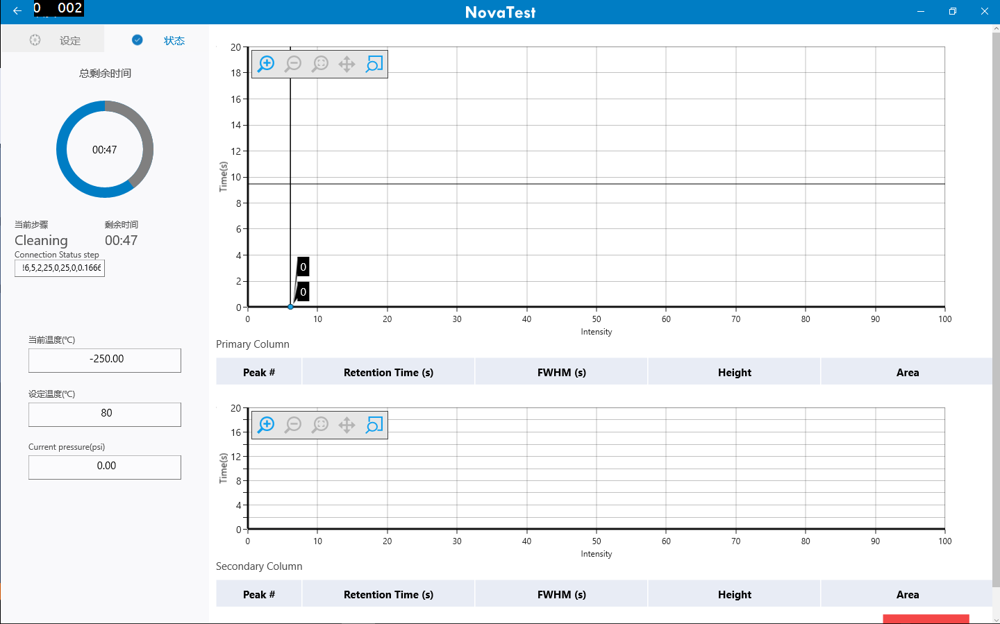 0 002
NovaTest
设定
状态
总剩余时间
00:47
当前步骤
剩余时间
Cleaning
00:47
Connection Status step
!6,5,2,25,0,25,0,0.1666
当前温度(℃)
-250.00
设定温度(℃)
80
Current pressure(psi)
0.00
20
18
16
14
12
10
8
6
4
2
0
Time(s)
0
0
0 10 20 30 40 50 60 70 80 90 100
Intensity
Primary Column
Peak # Retention Time (s) FWHM (s) Height Area
20
16
12
8
4
0
Time(s)
0 10 20 30 40 50 60 70 80 90 100
Intensity
Secondary Column
Peak # Retention Time (s) FWHM (s) Height Area